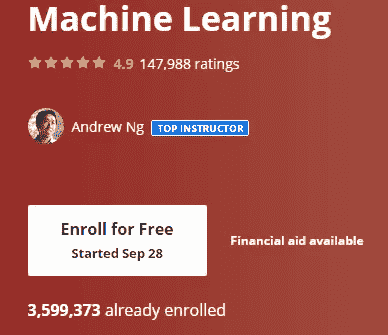 Machine Learning
4.9 147,988 ratings
Andrew Ng TOP INSTRUCTOR
Enroll for Free
Started Sep 28
Financial aid available
3,599,373 already enrolled